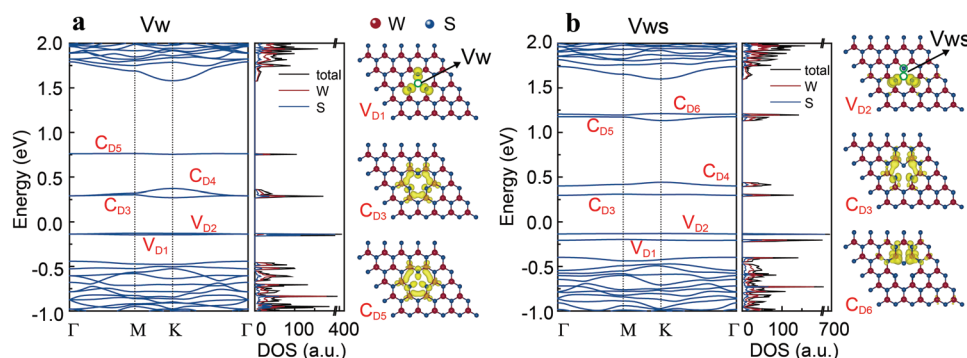 a
Vw
W
S
2.0
1.5
1.0
0.5
0.0
-0.5
-1.0
Energy (eV)
CD5
CD4
CD3
VD2
VD1
Γ
M
K
Γ
total
W
S
0
100
400
DOS (a.u.)
Vw
VD1
CD3
CD5
b
Vws
2.0
1.5
1.0
0.5
0.0
-0.5
-1.0
Energy (eV)
CD6
CD5
CD4
CD3
VD2
VD1
Γ
M
K
Γ
total
W
S
0
100
700
DOS (a.u.)
Vws
VD2
CD3
CD6